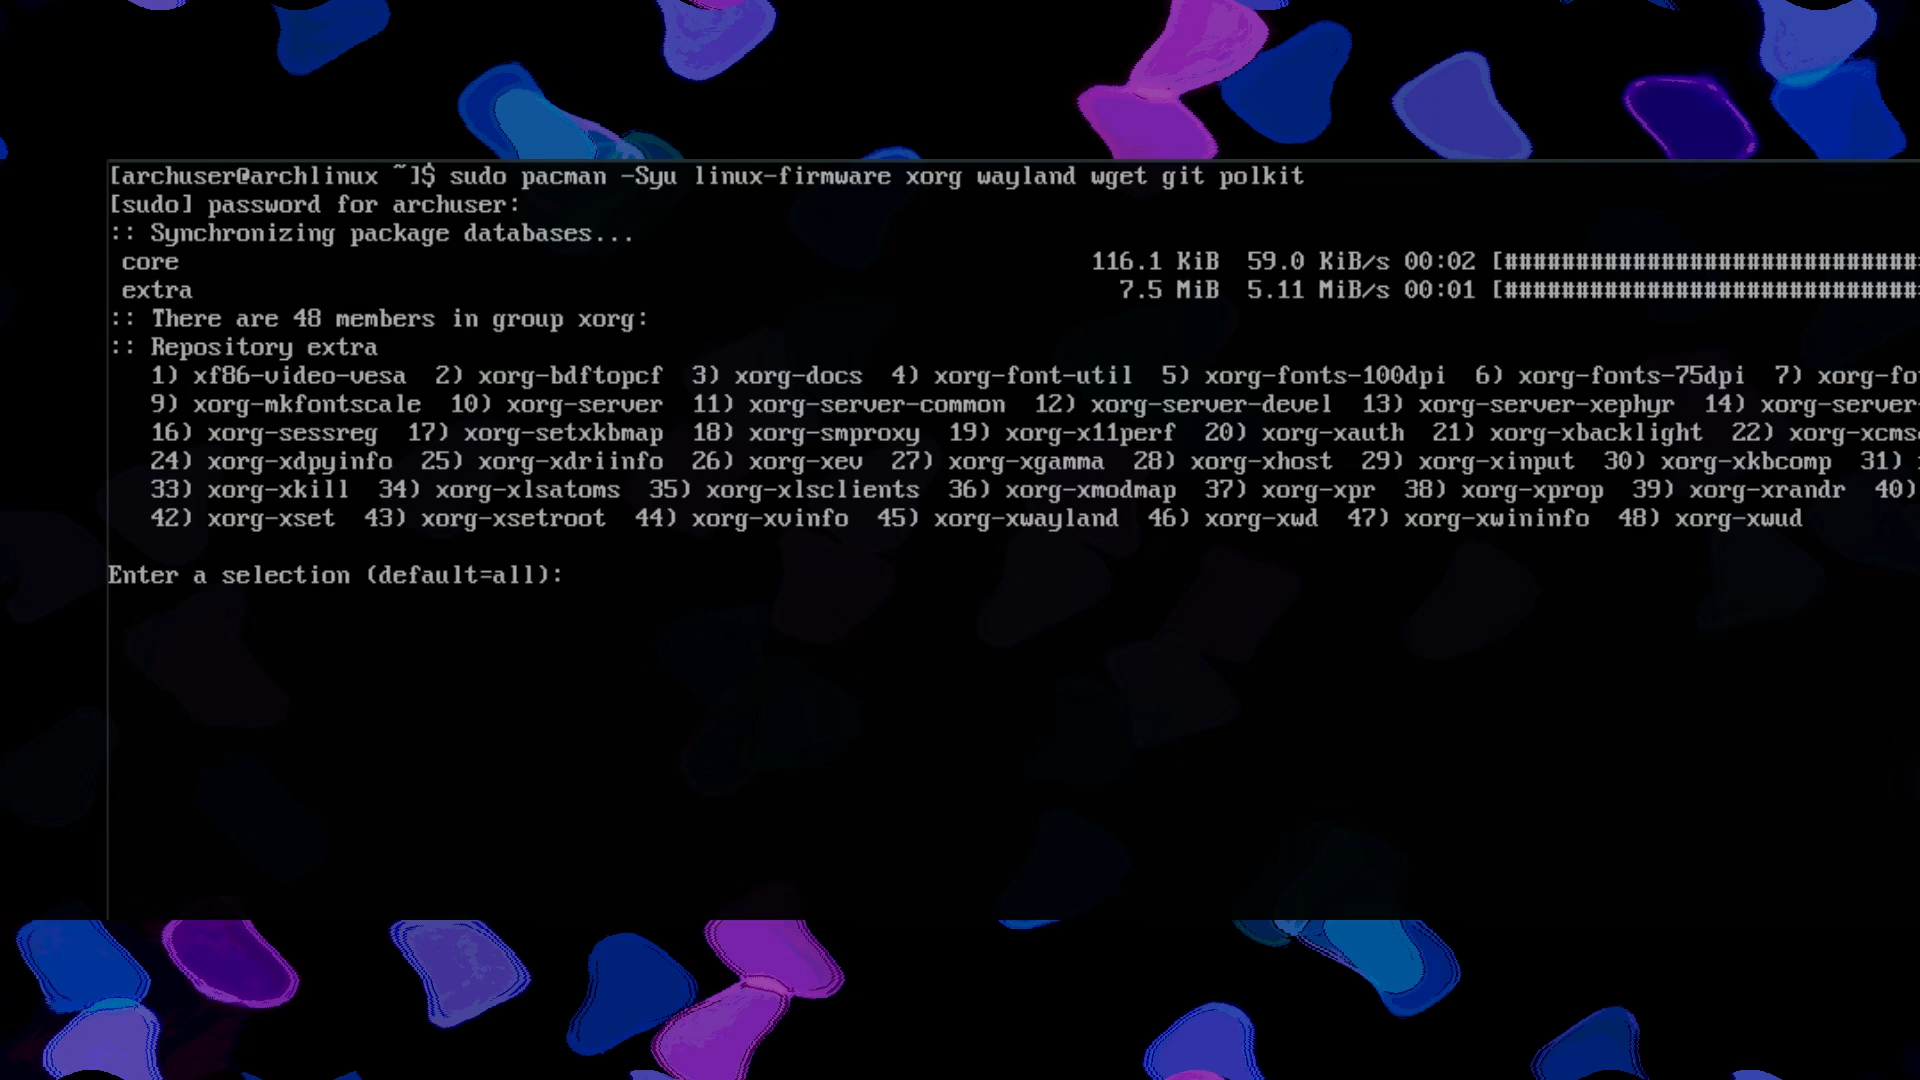 [archuser@archlinux ~]$ sudo pacman -Syu linux-firmware xorg wayland wget git polkit
[sudo] password for archuser:
:: Synchronizing package databases...
core 116.1 KiB 59.0 KiB/s 00:02 [#############################
extra 7.5 MiB 5.11 MiB/s 00:01 [#############################
:: There are 48 members in group xorg:
:: Repository extra
1) xf86-video-vesa 2) xorg-bdftopcf 3) xorg-docs 4) xorg-font-util 5) xorg-fonts-100dpi 6) xorg-fonts-75dpi 7) xorg-fo
9) xorg-mkfontscale 10) xorg-server 11) xorg-server-common 12) xorg-server-devel 13) xorg-server-xephyr 14) xorg-server-
16) xorg-sessreg 17) xorg-setxkbmap 18) xorg-smproxy 19) xorg-x11perf 20) xorg-xauth 21) xorg-xbacklight 22) xorg-xcms
24) xorg-xdpyinfo 25) xorg-xdriinfo 26) xorg-xev 27) xorg-xgamma 28) xorg-xhost 29) xorg-xinput 30) xorg-xkbcomp 31)
33) xorg-xkill 34) xorg-xlsatoms 35) xorg-xlsclients 36) xorg-xmodmap 37) xorg-xpr 38) xorg-xprop 39) xorg-xrandr 40)
42) xorg-xset 43) xorg-xsetroot 44) xorg-xvinfo 45) xorg-xwayland 46) xorg-xwd 47) xorg-xwininfo 48) xorg-xwud
Enter a selection (default=all):